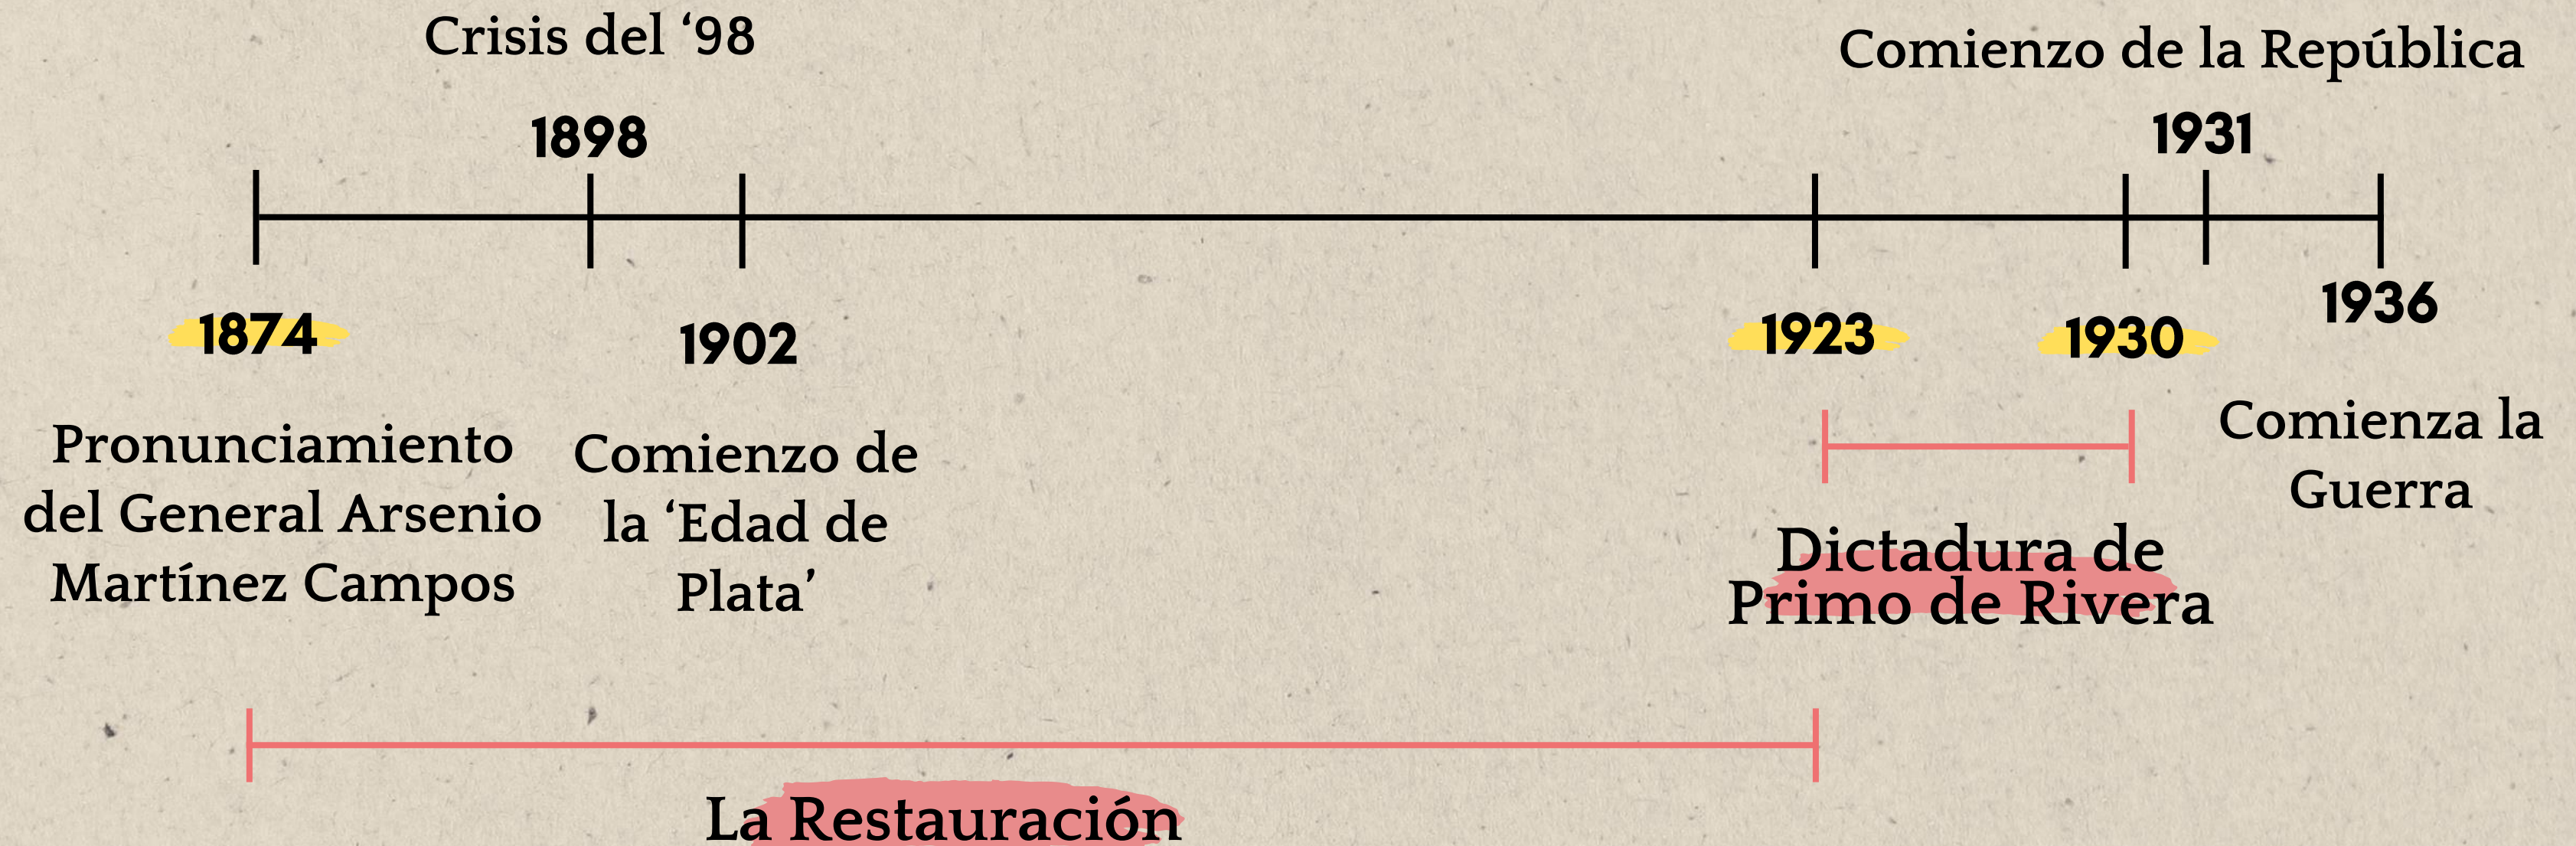 Crisis del ‘98
Comienzo de la República
1898
1931
1874
1902
1923
1930
1936
Pronunciamiento
del General Arsenio
Martínez Campos
Comienzo de
la ‘Edad de
Plata’
Comienza la
Guerra
Dictadura de
Primo de Rivera
La Restauración